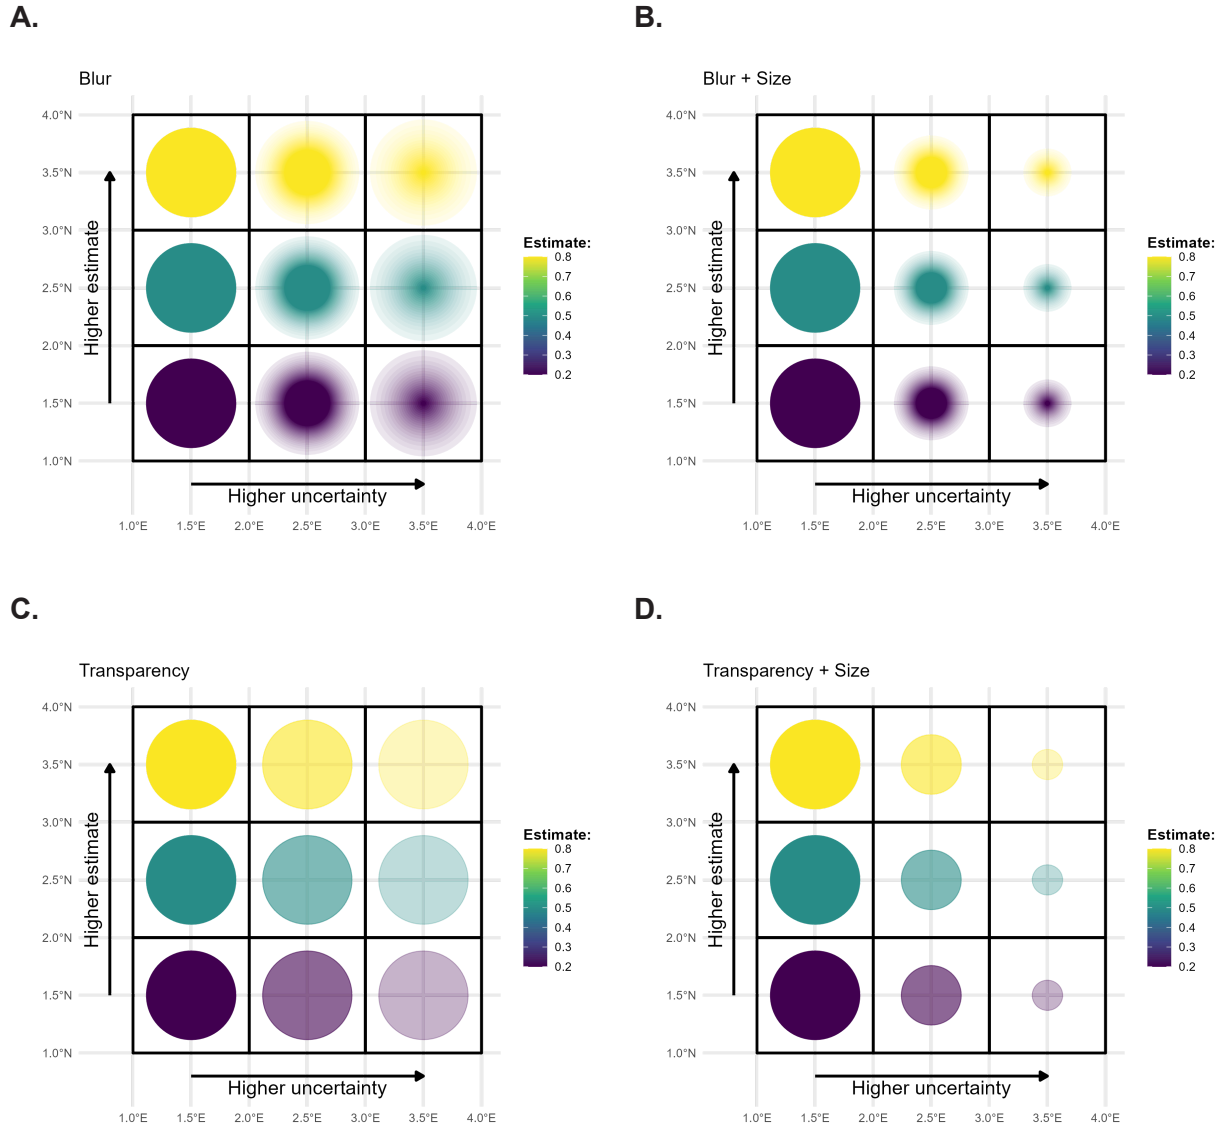 A.
Blur
4.0°N
3.5°N
3.0°N
2.5°N
2.0°N
1.5°N
1.0°N
Higher estimate
Higher uncertainty
1.0°E 1.5°E 2.0°E 2.5°E 3.0°E 3.5°E 4.0°E
Estimate:
0.8
0.7
0.6
0.5
0.4
0.3
0.2
B.
Blur + Size
4.0°N
3.5°N
3.0°N
2.5°N
2.0°N
1.5°N
1.0°N
Higher estimate
Higher uncertainty
1.0°E 1.5°E 2.0°E 2.5°E 3.0°E 3.5°E 4.0°E
Estimate:
0.8
0.7
0.6
0.5
0.4
0.3
0.2
C.
Transparency
4.0°N
3.5°N
3.0°N
2.5°N
2.0°N
1.5°N
1.0°N
Higher estimate
Higher uncertainty
1.0°E 1.5°E 2.0°E 2.5°E 3.0°E 3.5°E 4.0°E
Estimate:
0.8
0.7
0.6
0.5
0.4
0.3
0.2
D.
Transparency + Size
4.0°N
3.5°N
3.0°N
2.5°N
2.0°N
1.5°N
1.0°N
Higher estimate
Higher uncertainty
1.0°E 1.5°E 2.0°E 2.5°E 3.0°E 3.5°E 4.0°E
Estimate:
0.8
0.7
0.6
0.5
0.4
0.3
0.2